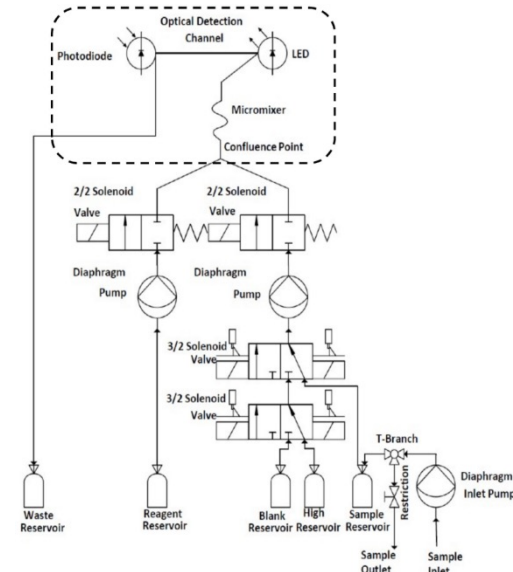 Optical Detection
Channel
Photodiode
LED
Micromixer
Confluence Point
2/2 Solenoid
Valve
2/2 Solenoid
Valve
Diaphragm
Pump
Diaphragm
Pump
3/2 Solenoid
Valve
3/2 Solenoid
Valve
T-Branch
Restriction
Diaphragm
Inlet Pump
Waste
Reservoir
Reagent
Reservoir
Blank
Reservoir
High
Reservoir
Sample
Reservoir
Sample
Outlet
Sample
Inlet